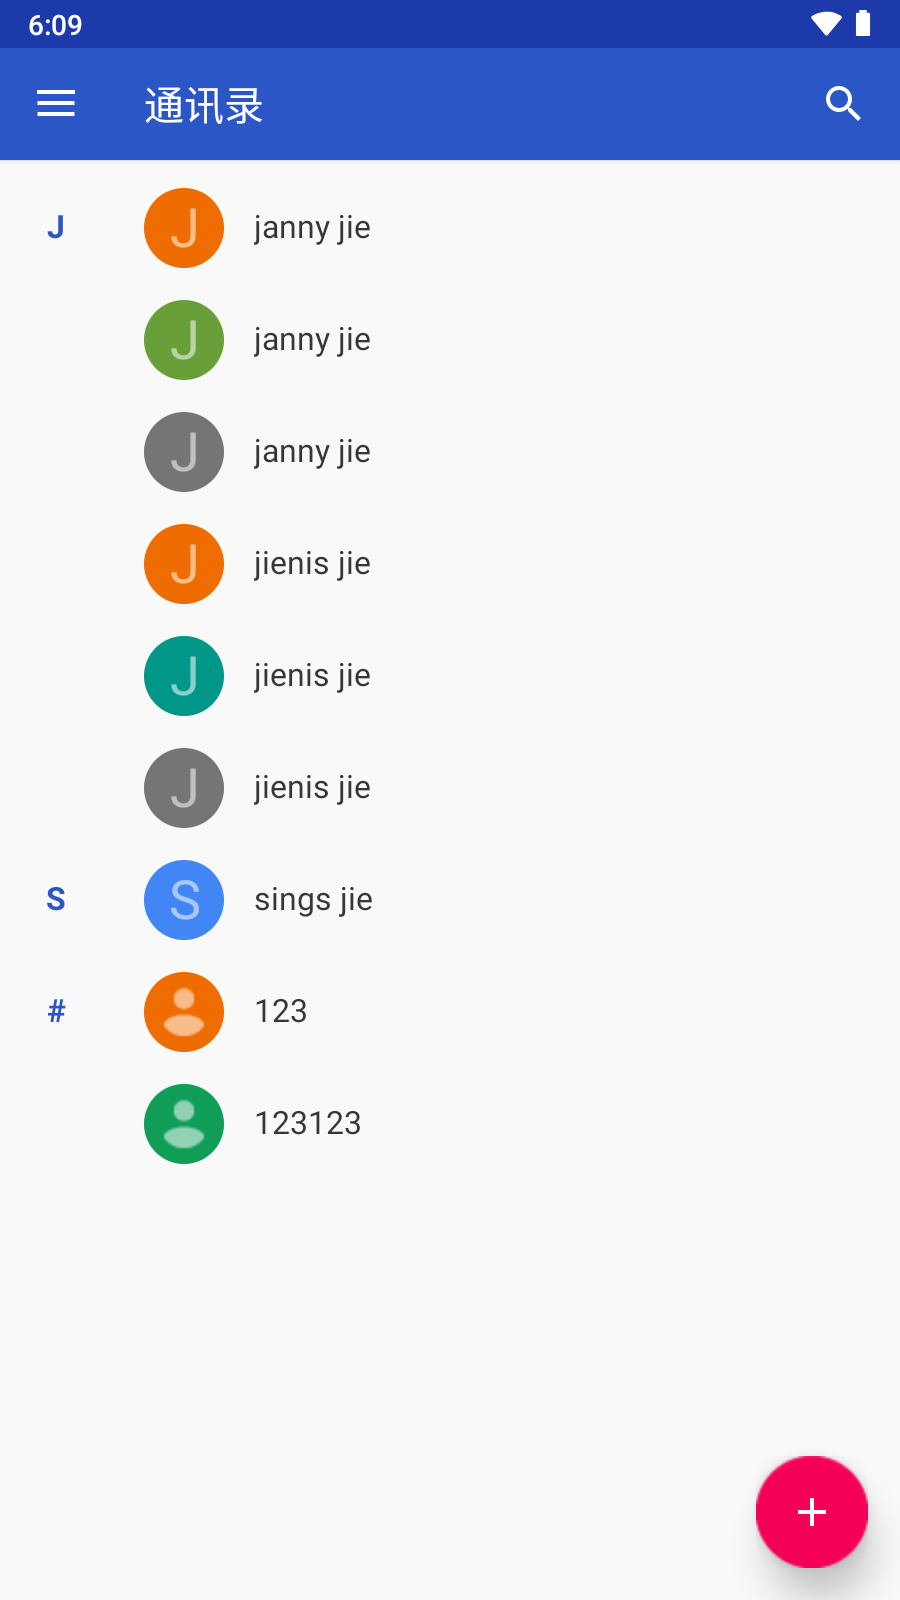 6:09
通讯录
J
J janny jie
J janny jie
J janny jie
J jienis jie
J jienis jie
J jienis jie
S
S sings jie
#
123
123123